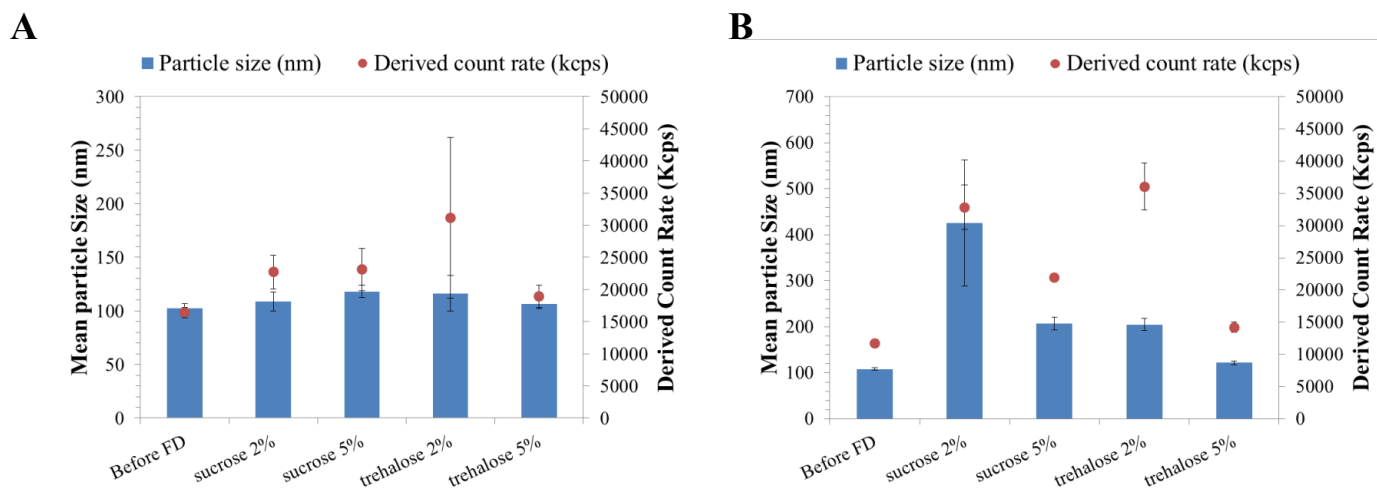 A
Particle size (nm) Derived count rate (kcps)
300
250
200
150
100
50
0
Mean particle Size (nm)
50000
45000
40000
35000
30000
25000
20000
15000
10000
5000
0
Derived Count Rate (Kcps)
Before FD
sucrose 2%
sucrose 5%
trehalose 2%
trehalose 5%
B
Particle size (nm) Derived count rate (kcps)
700
600
500
400
300
200
100
0
Mean particle Size (nm)
50000
45000
40000
35000
30000
25000
20000
15000
10000
5000
0
Derived Count Rate (Kcps)
Before FD
sucrose 2%
sucrose 5%
trehalose 2%
trehalose 5%